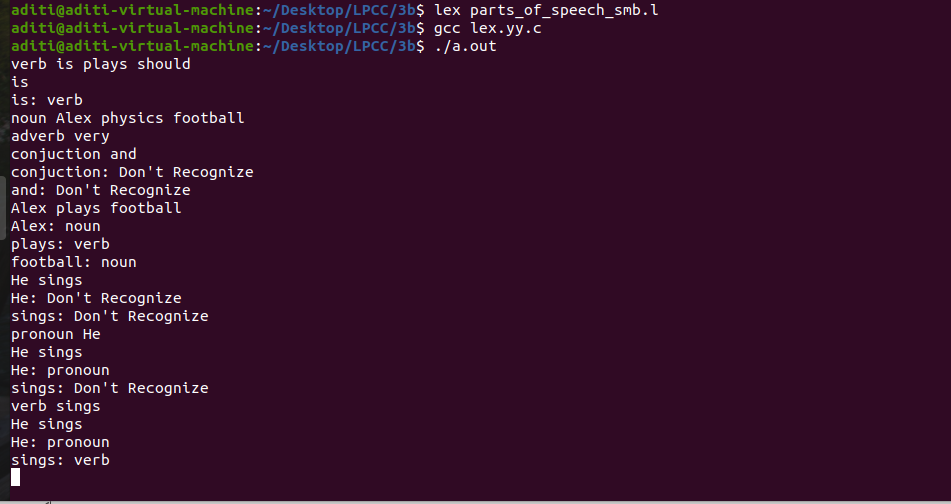 aditi@aditi-virtual-machine:~/Desktop/LPCC/3b$ lex parts_of_speech_smb.l
aditi@aditi-virtual-machine:~/Desktop/LPCC/3b$ gcc lex.yy.c
aditi@aditi-virtual-machine:~/Desktop/LPCC/3b$ ./a.out
verb is plays should
is
is: verb
noun Alex physics football
adverb very
conjuction and
conjuction: Don't Recognize
and: Don't Recognize
Alex plays football
Alex: noun
plays: verb
football: noun
He sings
He: Don't Recognize
sings: Don't Recognize
pronoun He
He sings
He: pronoun
sings: Don't Recognize
verb sings
He sings
He: pronoun
sings: verb